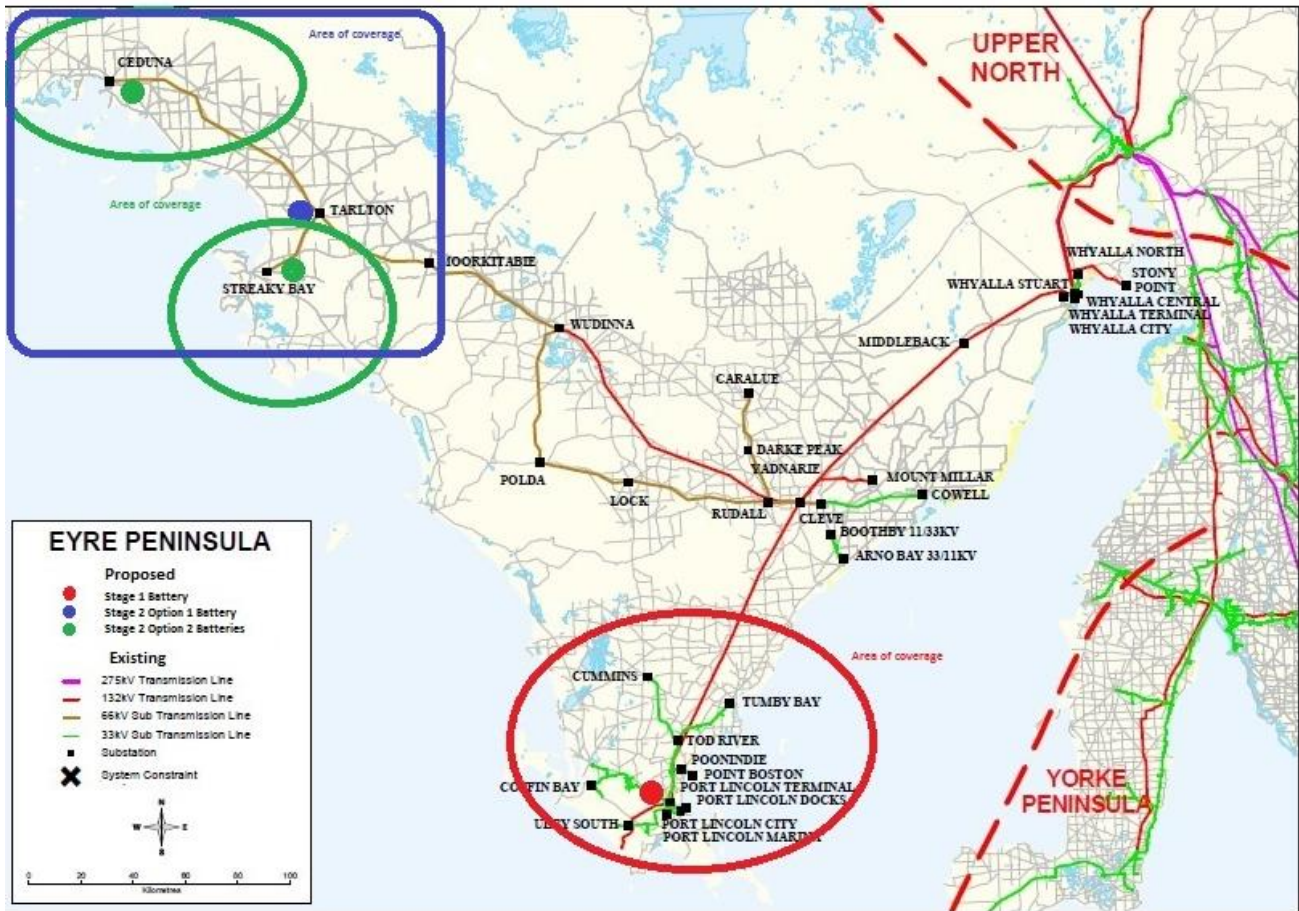 Area of coverage
CEDUNA
UPPER
NORTH
Area of coverage
TARLTON
MOORKITABIE
STREAKY BAY
WHYALLA NORTH
STONY
POINT
WHYALLA STUART
WHYALLA CENTRAL
WHYALLA TERMINAL
WHYALLA CITY
WUDINNA
MIDDLEBACK
CARALUE
DARKE PEAK
YADNARIE
POLDA
LOCK
MOUNT MILLAR
COWELL
RUDALL
CLEVE
BOOTHBY 11/33KV
ARNO BAY 33/11KV
EYRE PENINSULA
Proposed
Stage 1 Battery
Stage 2 Option 1 Battery
Stage 2 Option 2 Batteries
Existing
275kV Transmission Line
132kV Transmission Line
66kV Sub Transmission Line
33kV Sub Transmission Line
Substation
System Constraint
N
W E
S
0 20 40 60 80 100
Kilometres
Area of coverage
CUMMINS
TUMBY BAY
TOD RIVER
POONINDIE
POINT BOSTON
COFFIN BAY
PORT LINCOLN TERMINAL
PORT LINCOLN DOCKS
ULEY SOUTH
PORT LINCOLN CITY
PORT LINCOLN MARINA
YORKE
PENINSULA